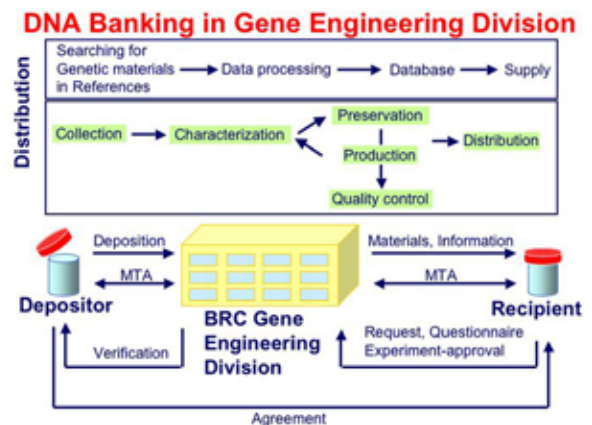 DNA Banking in Gene Engineering Division
Distribution
Searching for
Genetic materials
in References
Data processing
Database
Supply
Collection
Characterization
Preservation
Production
Quality control
Distribution
Deposition
MTA
Depositor
BRC Gene
Engineering
Division
Materials, Information
MTA
Recipient
Verification
Request, Questionnaire
Experiment-approval
Agreement